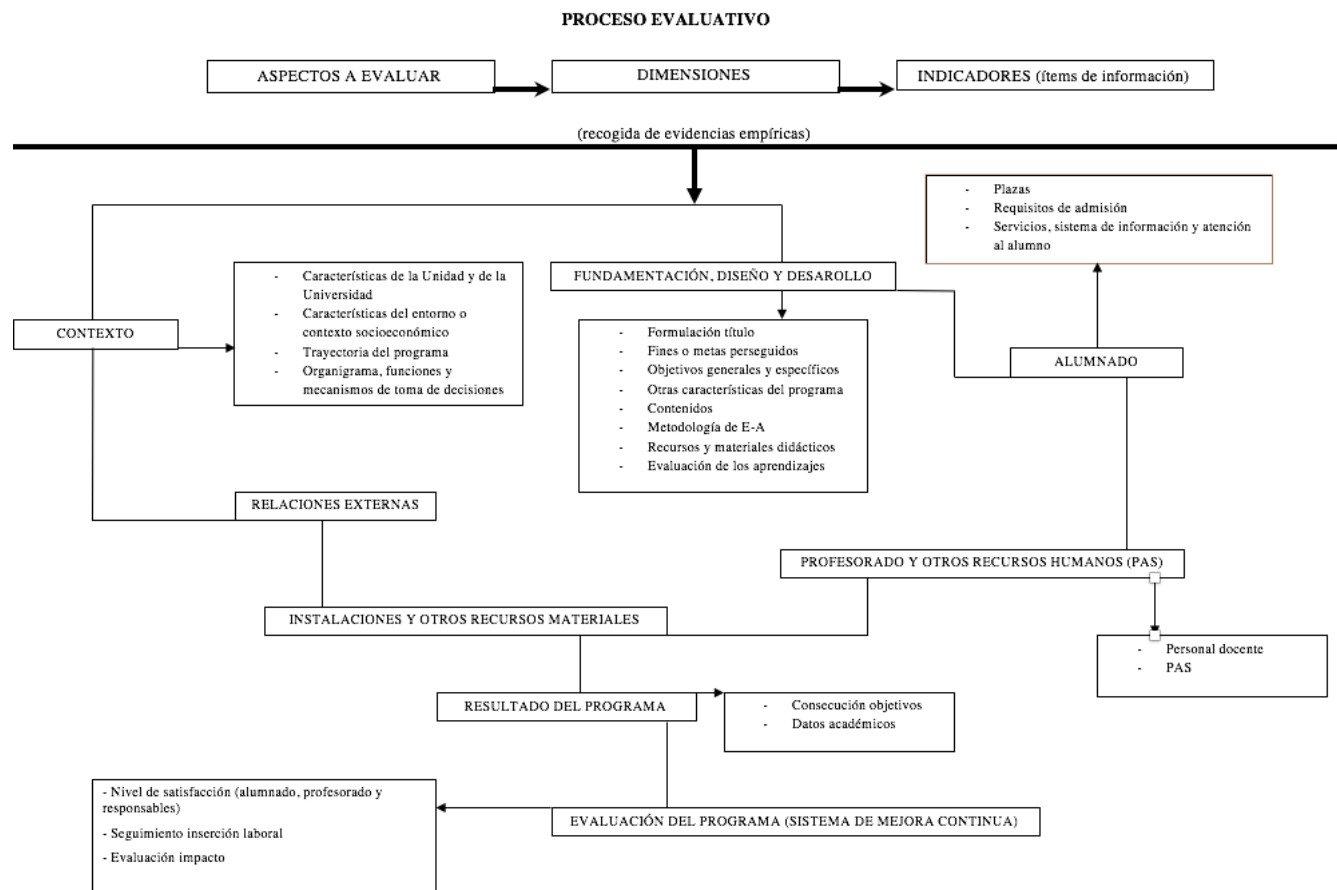 PROCESO EVALUATIVO
ASPECTOS A EVALUAR
DIMENSIONES
INDICADORES (ítems de información)
(recogida de evidencias empíricas)
- Plazas
- Requisitos de admisión
- Servicios, sistema de información y atención
al alumno
FUNDAMENTACIÓN, DISEÑO Y DESAROLLO
- Características de la Unidad y de la
Universidad
- Características del entorno o
contexto socioeconómico
- Trayectoria del programa
- Organigrama, funciones y
mecanismos de toma de decisiones
CONTEXTO
- Formulación título
- Fines o metas perseguidos
- Objetivos generales y específicos
- Otras características del programa
- Contenidos
- Metodología de E-A
- Recursos y materiales didácticos
- Evaluación de los aprendizajes
ALUMNADO
RELACIONES EXTERNAS
PROFESORADO Y OTROS RECURSOS HUMANOS (PAS)
INSTALACIONES Y OTROS RECURSOS MATERIALES
- Personal docente
- PAS
RESULTADO DEL PROGRAMA
- Consecución objetivos
- Datos académicos
- Nivel de satisfacción (alumnado, profesorado y
responsables)
- Seguimiento inserción laboral
- Evaluación impacto
EVALUACIÓN DEL PROGRAMA (SISTEMA DE MEJORA CONTINUA)